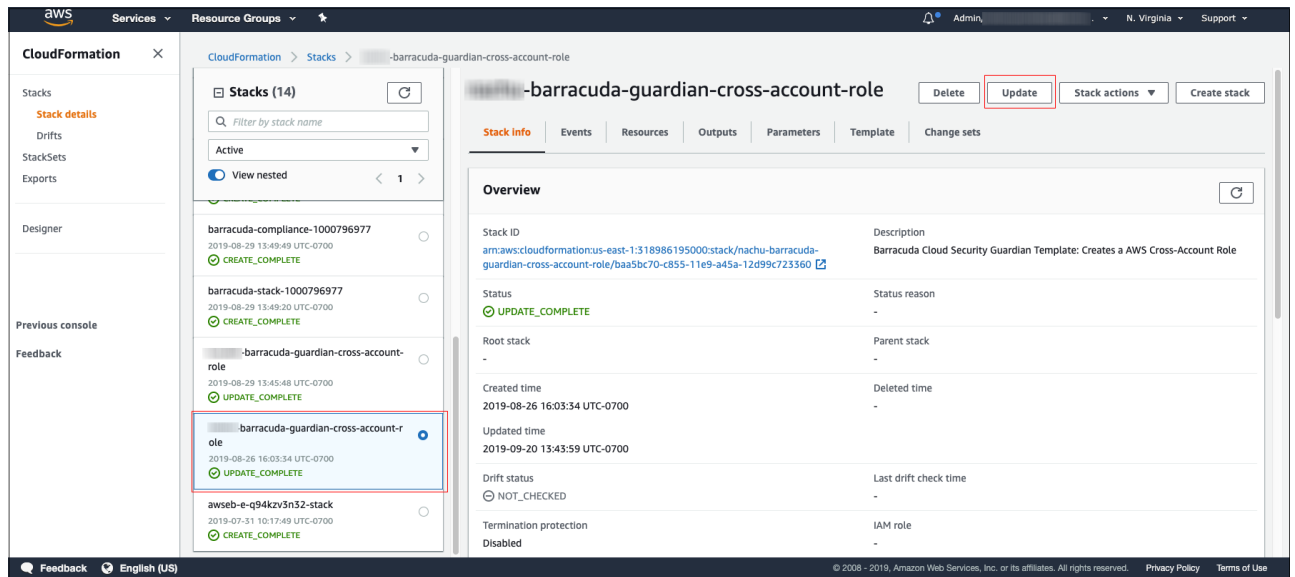 aws
Services
Resource Groups
Admin,
N. Virginia
Support
CloudFormation
Stacks
Stack details
Drifts
StackSets
Exports
Designer
Previous console
Feedback
CloudFormation > Stacks > -barracuda-guardian-cross-account-role
Stacks (14)
Filter by stack name
Active
View nested
< 1 >
barracuda-compliance-1000796977
2019-08-29 13:49:49 UTC-0700
CREATE_COMPLETE
barracuda-stack-1000796977
2019-08-29 13:49:20 UTC-0700
CREATE_COMPLETE
-barracuda-guardian-cross-account-
role
2019-08-29 13:45:48 UTC-0700
UPDATE_COMPLETE
-barracuda-guardian-cross-account-r
ole
2019-08-26 16:03:34 UTC-0700
UPDATE_COMPLETE
awseb-e-q94kzv3n32-stack
2019-07-31 10:17:49 UTC-0700
CREATE_COMPLETE
-barracuda-guardian-cross-account-role
Delete
Update
Stack actions
Create stack
Stack info
Events
Resources
Outputs
Parameters
Template
Change sets
Overview
Stack ID
arn:aws:cloudformation:us-east-1:318986195000:stack/nachu-barracuda-
guardian-cross-account-role/baa5bc70-c855-11e9-a45a-12d99c723360
Description
Barracuda Cloud Security Guardian Template: Creates a AWS Cross-Account Role
Status
UPDATE_COMPLETE
Status reason
-
Root stack
-
Parent stack
-
Created time
2019-08-26 16:03:34 UTC-0700
Deleted time
-
Updated time
2019-09-20 13:43:59 UTC-0700
Drift status
NOT_CHECKED
Last drift check time
-
Termination protection
Disabled
IAM role
-
Feedback
English (US)
© 2008 - 2019, Amazon Web Services, Inc. or its affiliates. All rights reserved.
Privacy Policy
Terms of Use